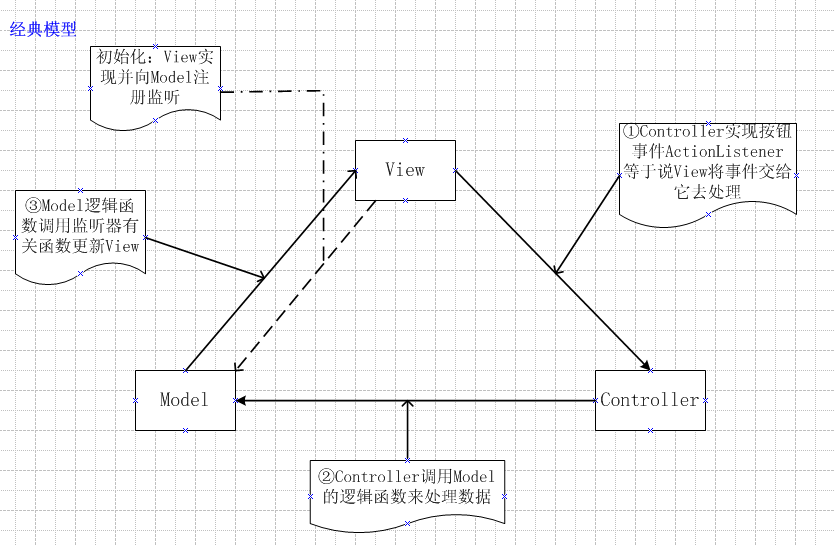 经典模型
初始化：View实
现并向Model注
册监听
View
①Controller实现按钮
事件ActionListener
等于说View将事件交给
它去处理
③Model逻辑函
数调用监听器有
关函数更新View
Model
Controller
②Controller调用Model
的逻辑函数来处理数据